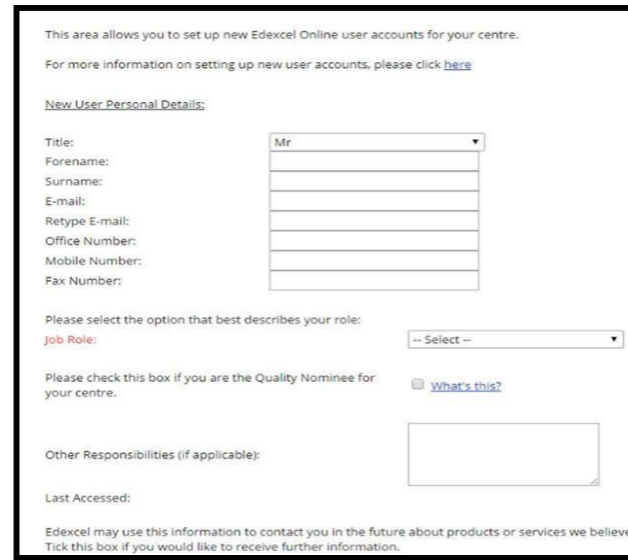 This area allows you to set up new Edexcel Online user accounts for your centre.
For more information on setting up new user accounts, please click here
New User Personal Details:
Title: Mr
Forename:
Surname:
E-mail:
Retype E-mail:
Office Number:
Mobile Number:
Fax Number:
Please select the option that best describes your role:
Job Role: -- Select --
Please check this box if you are the Quality Nominee for
your centre. What's this?
Other Responsibilities (if applicable):
Last Accessed:
Edexcel may use this information to contact you in the future about products or services we believe
Tick this box if you would like to receive further information.